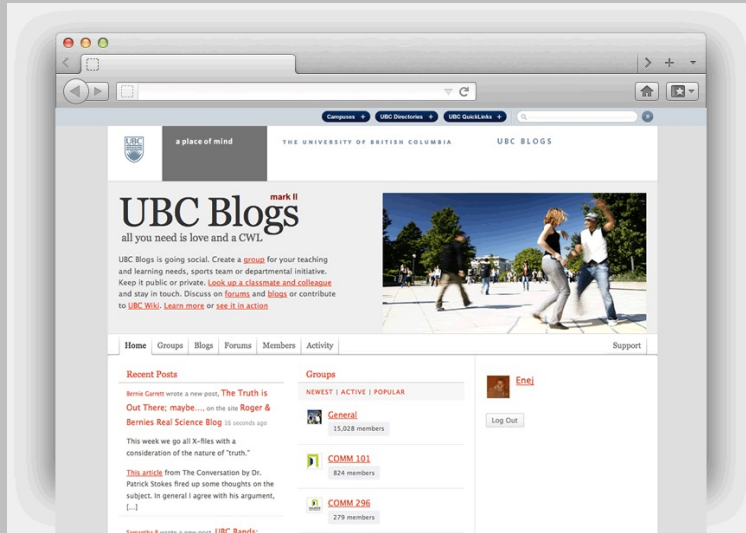 Campuses +
UBC Directories +
UBC QuickLinks +
UBC
a place of mind
THE UNIVERSITY OF BRITISH COLUMBIA
UBC BLOGS
mark II
UBC Blogs
all you need is love and a CWL
UBC Blogs is going social. Create a group for your teaching
and learning needs, sports team or departmental initiative.
Keep it public or private. Look up a classmate and colleague
and stay in touch. Discuss on forums and blogs or contribute
to UBC Wiki. Learn more or see it in action
Home Groups Blogs Forums Members Activity
Support
Recent Posts
Bernie Garrett wrote a new post, The Truth is
Out There; maybe..., on the site Roger &
Bernies Real Science Blog 16 seconds ago
This week we go all X-files with a
consideration of the nature of "truth."
This article from The Conversation by Dr.
Patrick Stokes fired up some thoughts on the
subject. In general I agree with his argument,
[...]
Samantha R wrote a new post, UBC Bands:
Groups
NEWEST | ACTIVE | POPULAR
General
15,028 members
COMM 101
824 members
COMM 296
279 members
Enej
Log Out